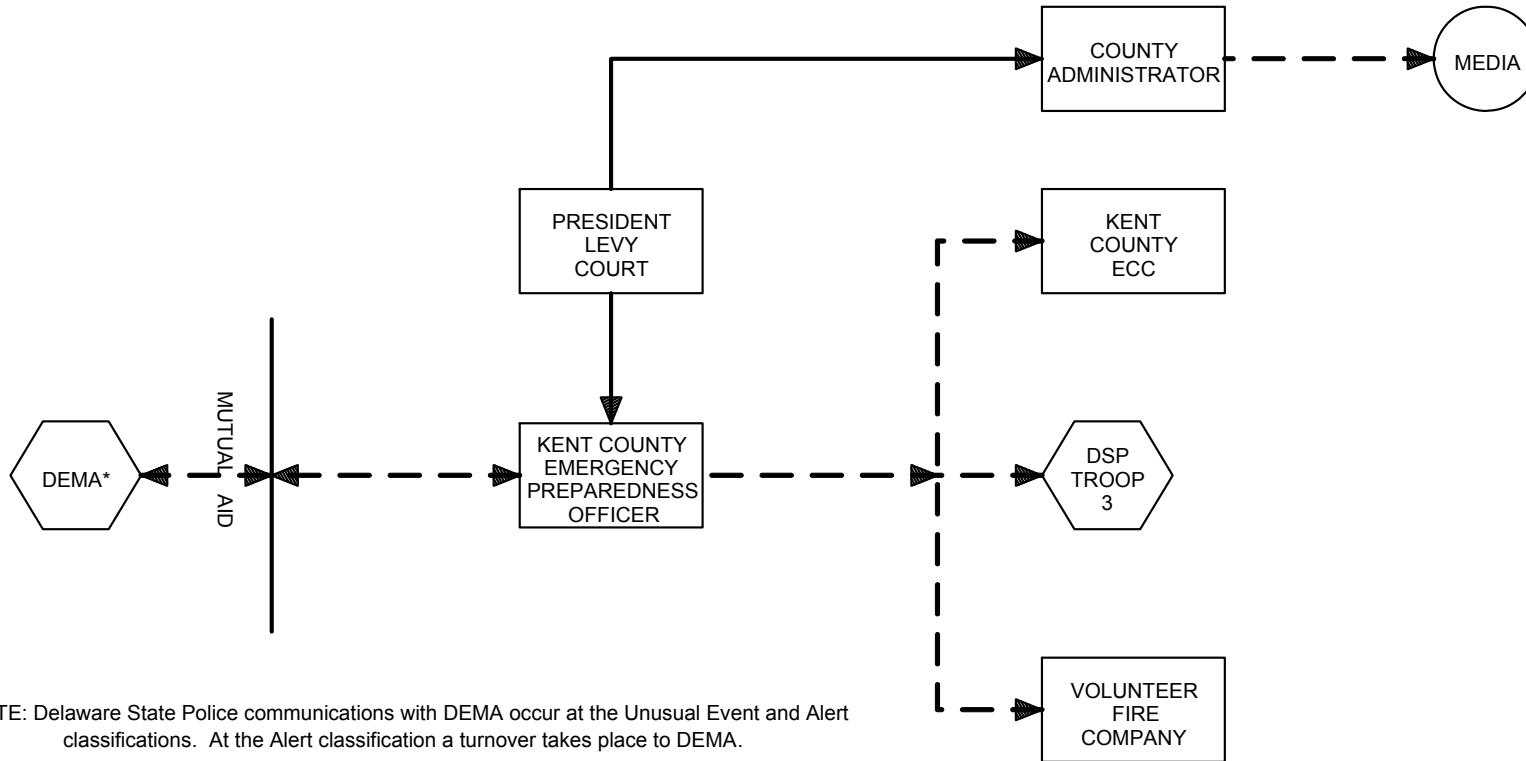 COUNTY
ADMINISTRATOR
MEDIA
PRESIDENT
LEVY
COURT
KENT
COUNTY
ECC
MUTUAL AID
DEMA*
KENT COUNTY
EMERGENCY
PREPAREDNESS
OFFICER
DSP
TROOP
3
VOLUNTEER
FIRE
COMPANY
TE: Delaware State Police communications with DEMA occur at the Unusual Event and Alert
classifications. At the Alert classification a turnover takes place to DEMA.